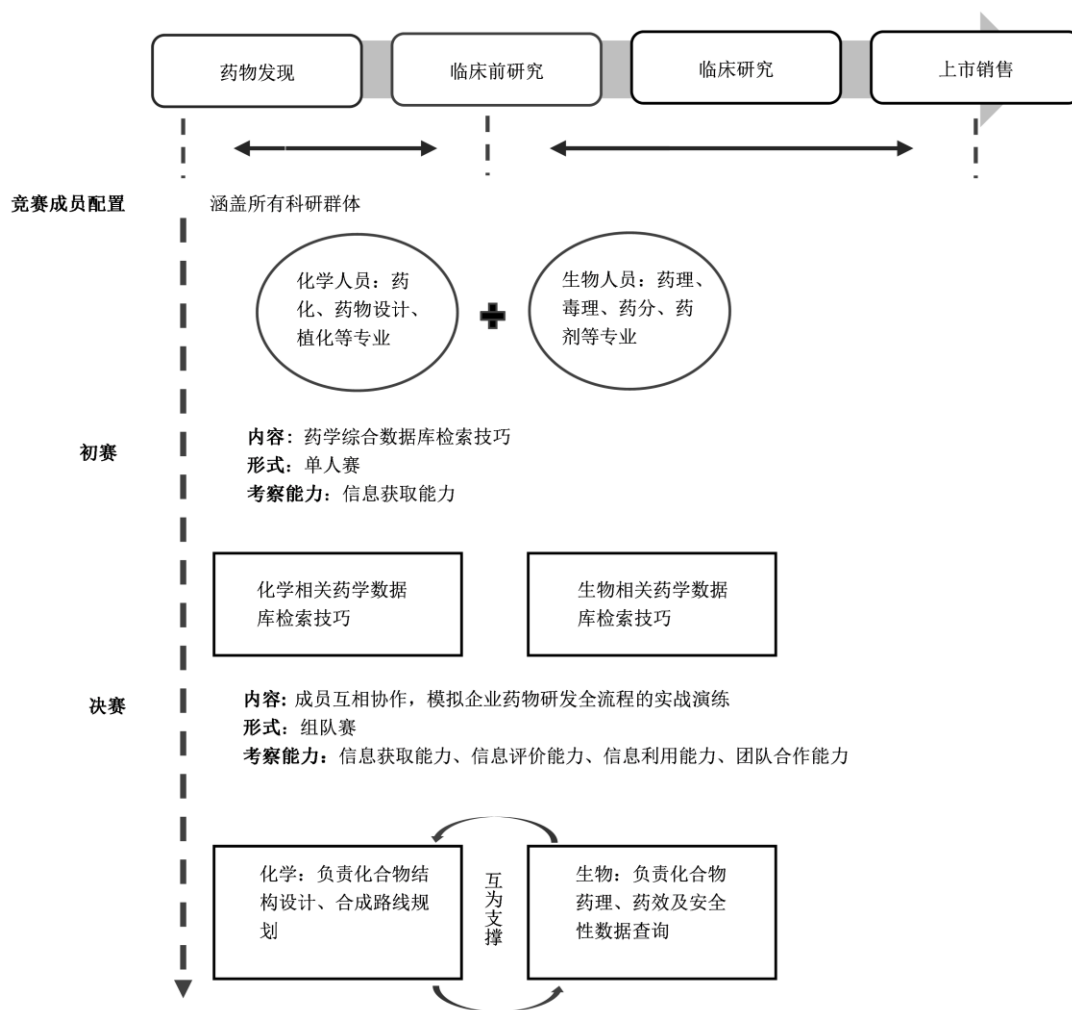 药物发现
临床前研究
临床研究
上市销售
竞赛成员配置
涵盖所有科研群体
化学人员：药
化、药物设计、
植化等专业
生物人员：药理、
毒理、药分、药
剂等专业
初赛
内容：药学综合数据库检索技巧
形式：单人赛
考察能力：信息获取能力
化学相关药学数据
库检索技巧
生物相关药学数据
库检索技巧
决赛
内容：成员互相协作，模拟企业药物研发全流程的实战演练
形式：组队赛
考察能力：信息获取能力、信息评价能力、信息利用能力、团队合作能力
化学：负责化合物结
构设计、合成路线规
划
互为支撑
生物：负责化合物
药理、药效及安全
性数据查询